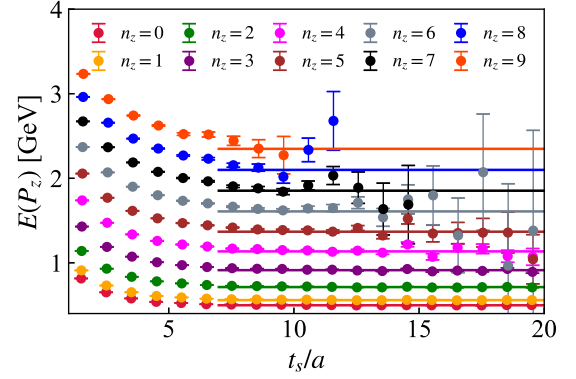 4
3
2
1
E(P_z) [GeV]
n_z = 0
n_z = 2
n_z = 4
n_z = 6
n_z = 8
n_z = 1
n_z = 3
n_z = 5
n_z = 7
n_z = 9
5
10
15
20
t_s/a